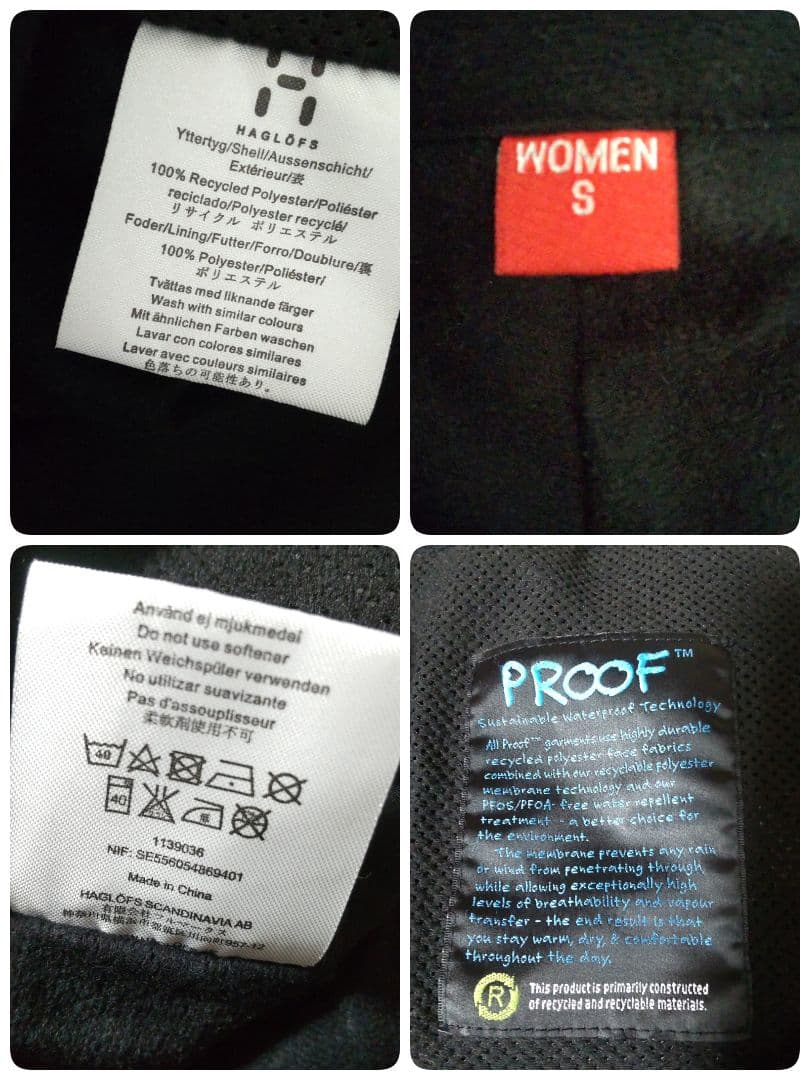 HAGLÖFS
Yttertyg/Shell/Aussenschicht/
Extérieur/表
100% Recycled Polyester/Poliéster
reciclado/Polyester recyclé/
リサイクル ポリエステル
Foder/Lining/Futter/Forro/Doublure/裏
100% Polyester/Poliéster/
ポリエステル
Tvättas med liknande färger
Wash with similar colours
Mit ähnlichen Farben waschen
Lavar con colores similares
Laver avec couleurs similaires
色落ちの可能性あり。
WOMEN
S
Använd ej mjukmedel
Do not use softener
Keinen Weichspüler verwenden
No utilizar suavizante
Pas d'assouplisseur
柔軟剤使用不可
40
40
1139036
NIF: SE556054869401
Made in China
HAGLÖFS SCANDINAVIA AB
PROOF™
Sustainable Waterproof Technology
All Proof™ garments use highly durable
recycled polyester face fabrics
combined with our recyclable polyester
membrane technology and our
PFOS/PFOA- free water repellent
treatment - a better choice for
the environment.
The membrane prevents any rain
or wind from penetrating through,
while allowing exceptionally high
levels of breathability and vapour
transfer - the end result is that
you stay warm, dry, & comfortable
throughout the day.
R
This product is primarily constructed
of recycled and recyclable materials.